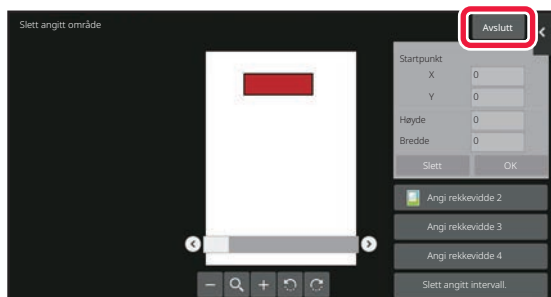 Slett angitt område
Avslutt
Startpunkt
X 0
Y 0
Høyde 0
Bredde 0
Slett OK
Angi rekkevidde 2
Angi rekkevidde 3
Angi rekkevidde 4
Slett angitt intervall.